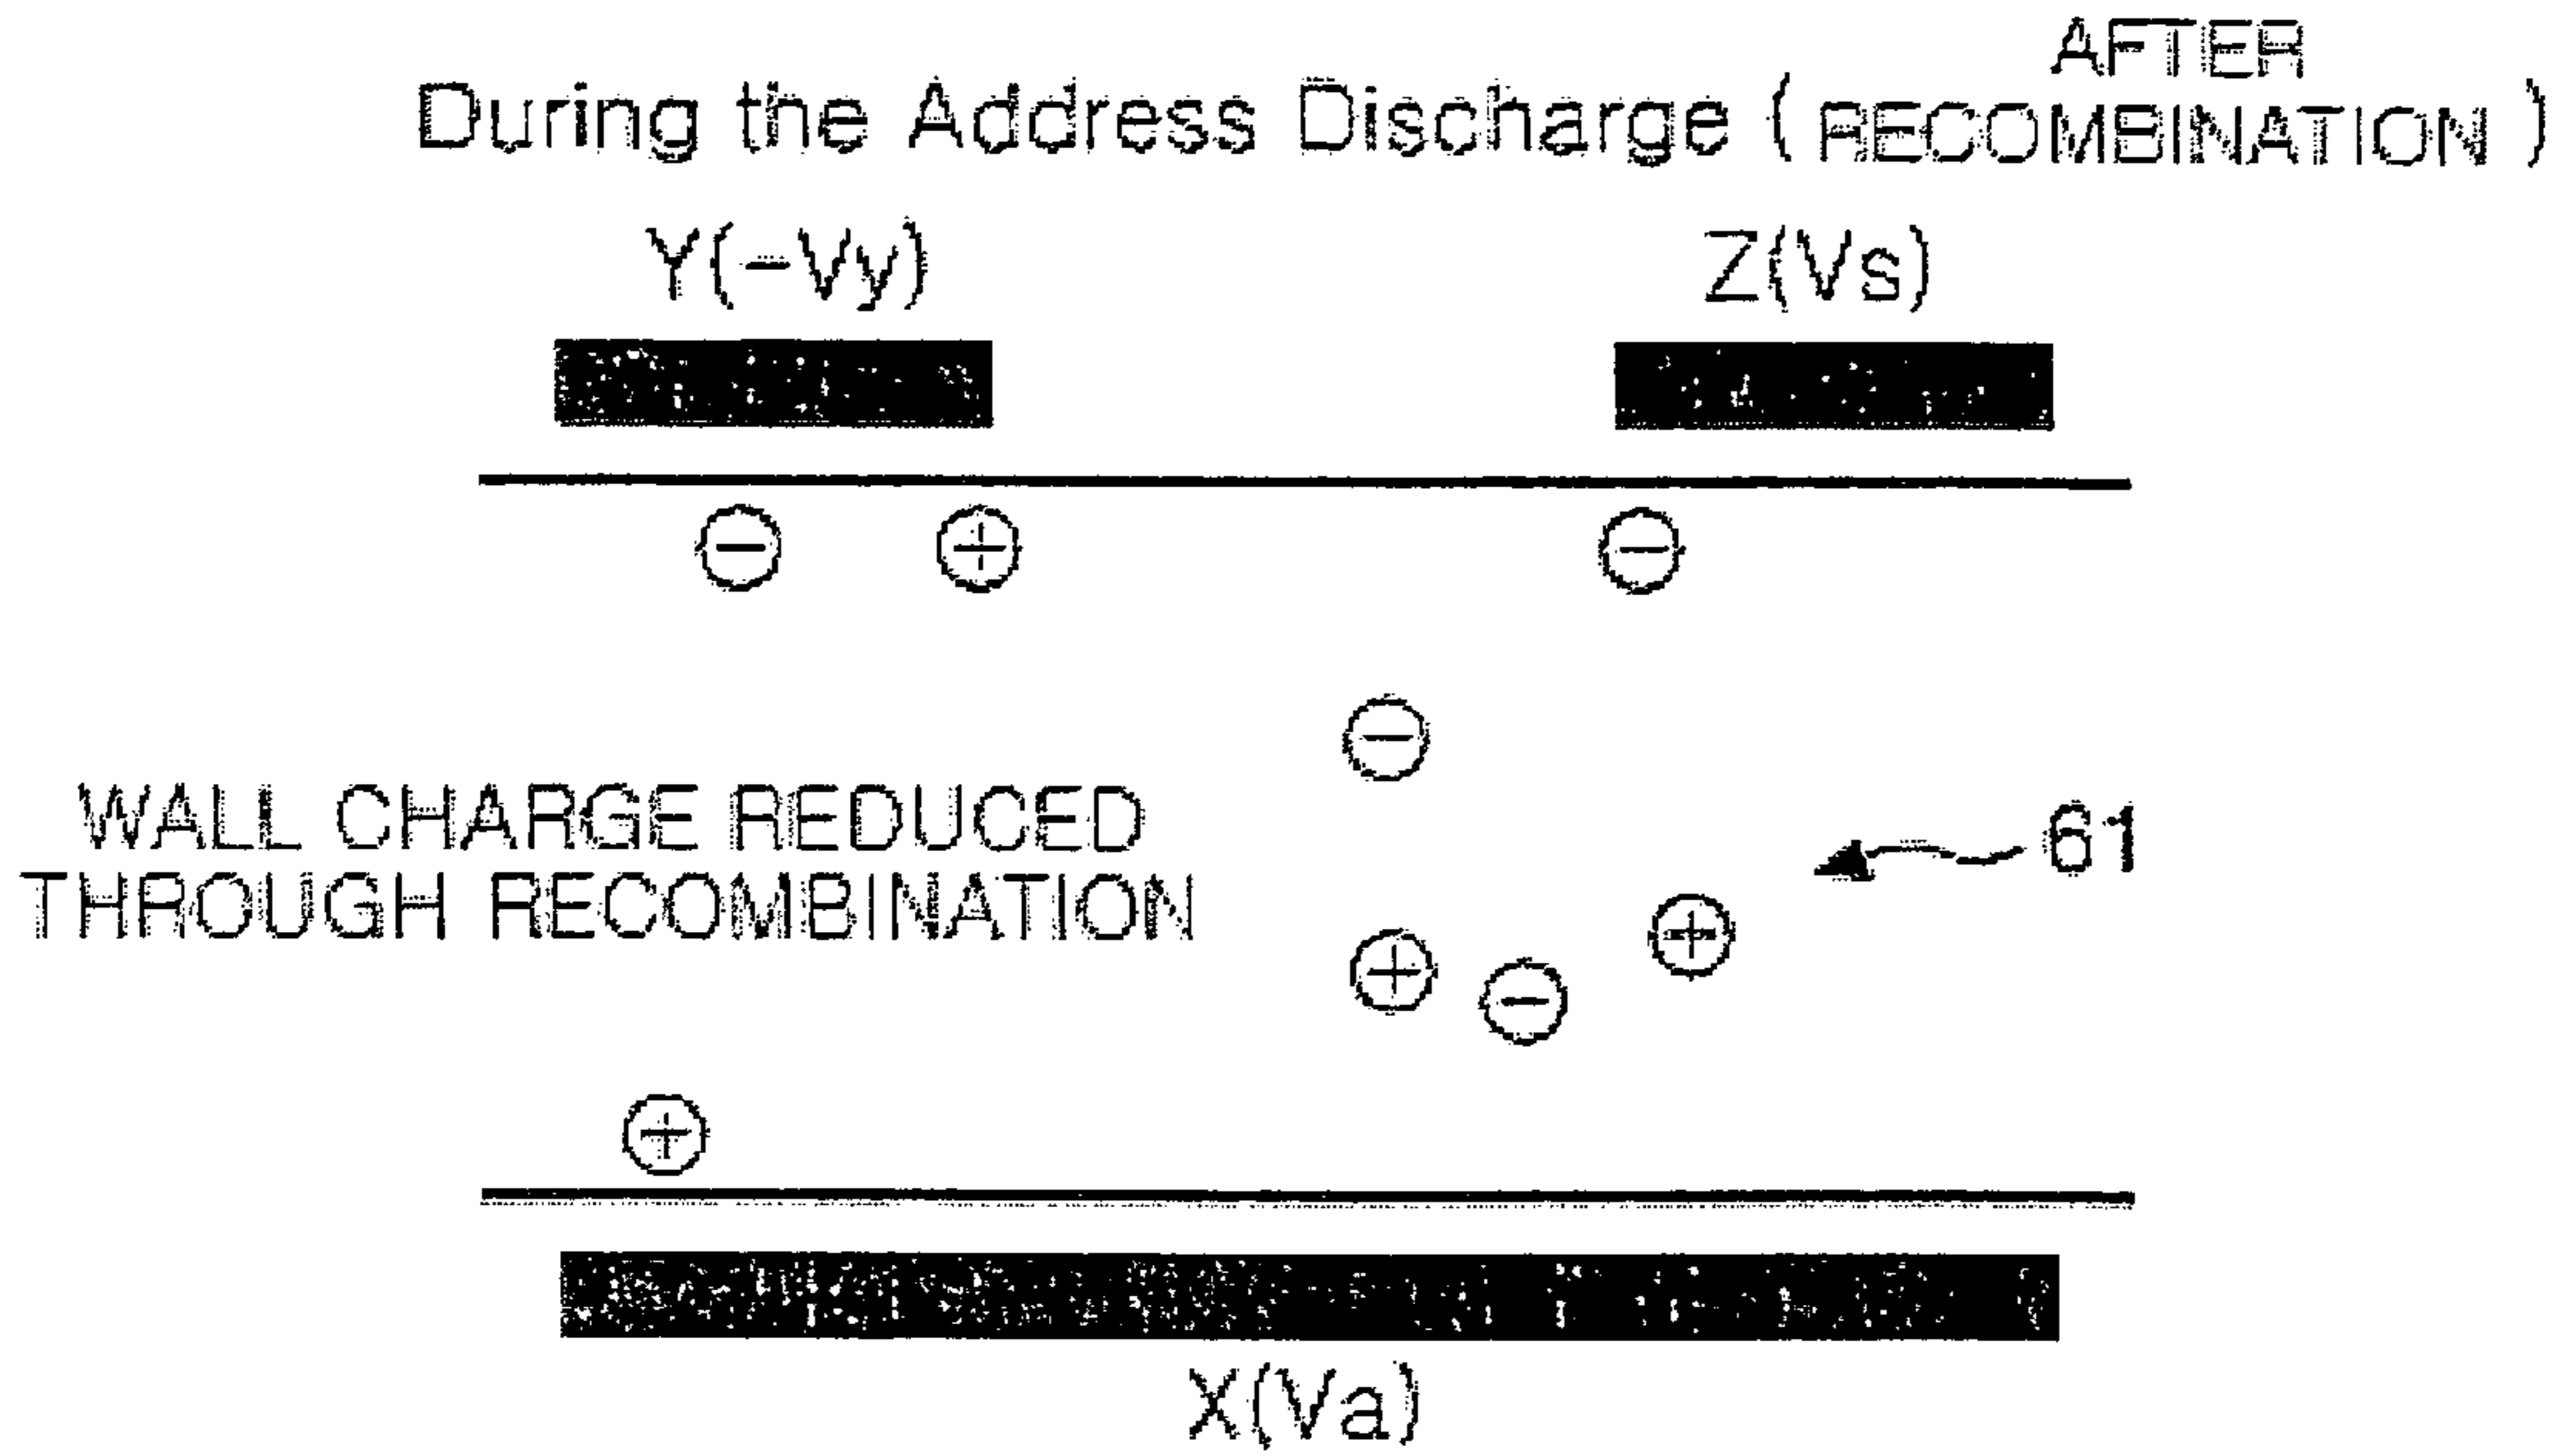 During the Address Discharge ( AFTER RECOMBINATION )
Y(-Vy)
Z(Vs)
WALL CHARGE REDUCED
THROUGH RECOMBINATION
61
X(Va)